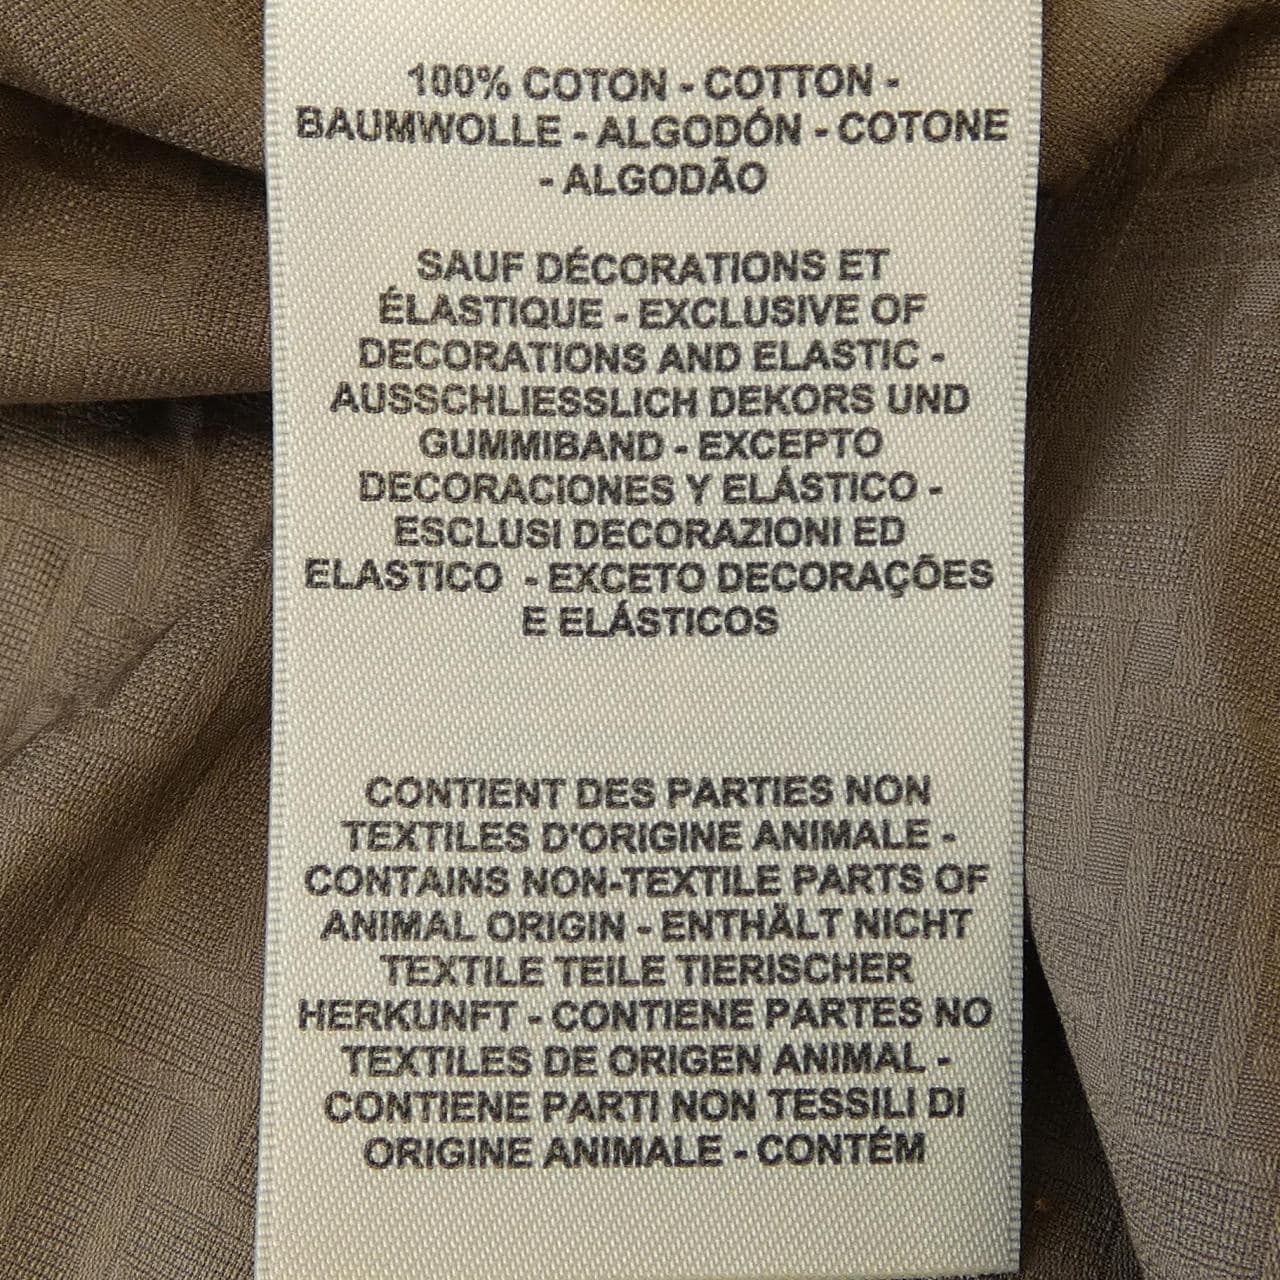 100% COTON - COTTON -
BAUMWOLLE - ALGODÓN - COTONE
- ALGODÃO
SAUF DÉCORATIONS ET
ÉLASTIQUE - EXCLUSIVE OF
DECORATIONS AND ELASTIC -
AUSSCHLIESSLICH DEKORS UND
GUMMIBAND - EXCEPTO
DECORACIONES Y ELÁSTICO -
ESCLUSI DECORAZIONI ED
ELASTICO - EXCETO DECORAÇÕES
E ELÁSTICOS
CONTIENT DES PARTIES NON
TEXTILES D'ORIGINE ANIMALE -
CONTAINS NON-TEXTILE PARTS OF
ANIMAL ORIGIN - ENTHÄLT NICHT
TEXTILE TEILE TIERISCHER
HERKUNFT - CONTIENE PARTES NO
TEXTILES DE ORIGEN ANIMAL -
CONTIENE PARTI NON TESSILI DI
ORIGINE ANIMALE - CONTÉM